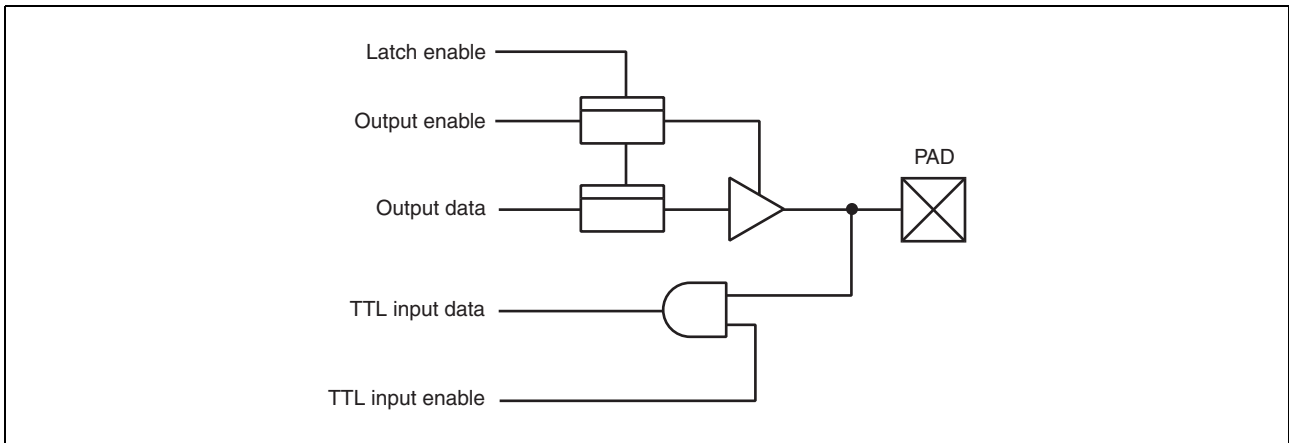 Latch enable
Output enable
PAD
Output data
TTL input data
TTL input enable